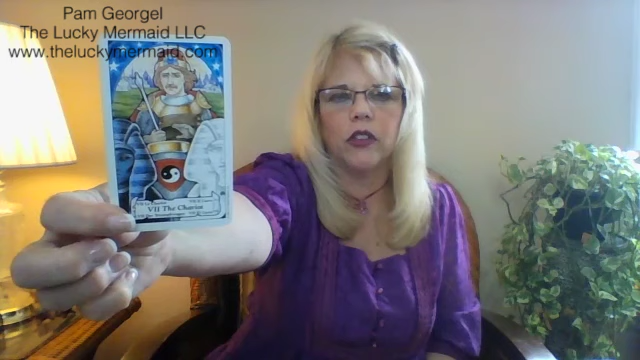 Pam Georgel
The Lucky Mermaid LLC
www.theluckymermaid.com
VII The Chariot